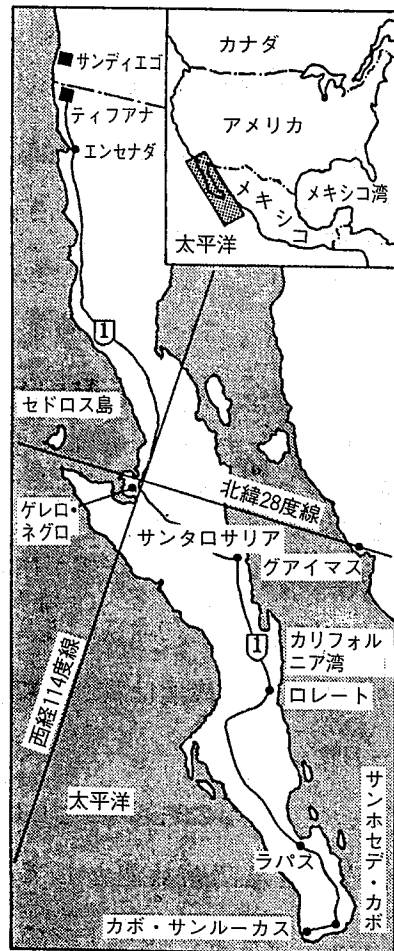 サンディエゴ
ティフアナ
エンセナダ
カナダ
アメリカ
メキシコ
メキシコ湾
太平洋
1
セドロス島
ゲレロ・
ネグロ
北緯28度線
サンタロサリア
グアイマス
西経114度線
1
カリフォル
ニア湾
ロレート
太平洋
サンホセデ・カボ
ラパス
カボ・サンルーカス